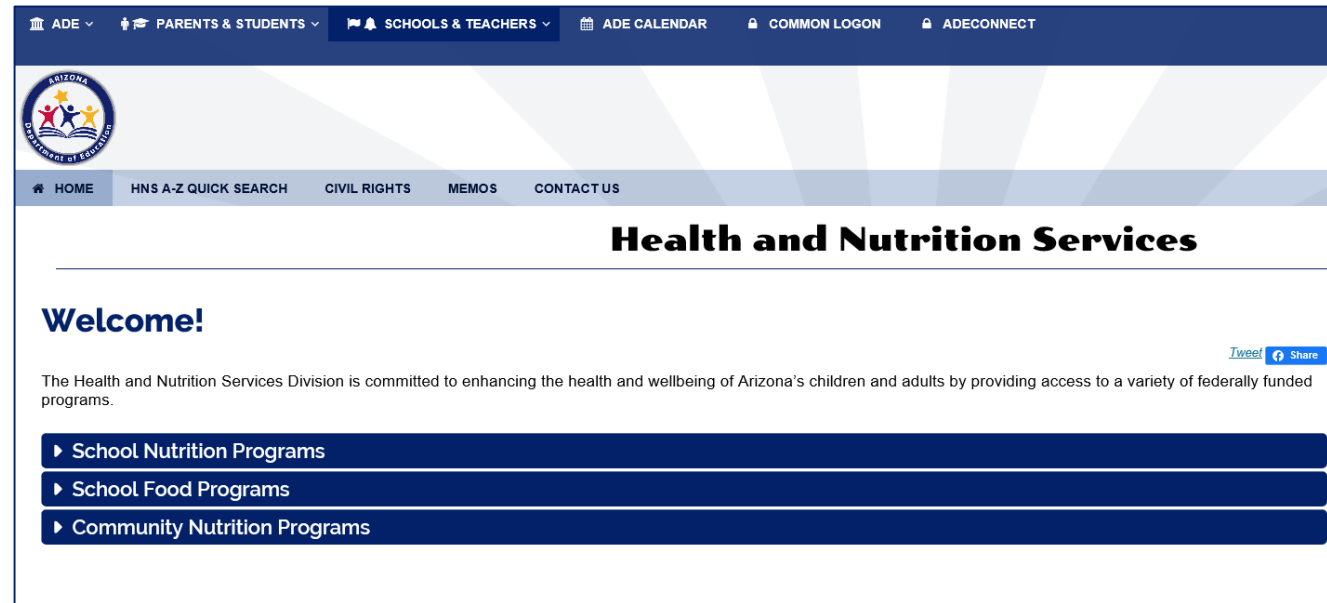 ADE PARENTS & STUDENTS SCHOOLS & TEACHERS ADE CALENDAR COMMON LOGON ADECONNECT
ARIZONA
Department of Education
HOME HNS A-Z QUICK SEARCH CIVIL RIGHTS MEMOS CONTACT US
Health and Nutrition Services
Welcome!
Tweet Share
The Health and Nutrition Services Division is committed to enhancing the health and wellbeing of Arizona’s children and adults by providing access to a variety of federally funded
programs.
School Nutrition Programs
School Food Programs
Community Nutrition Programs